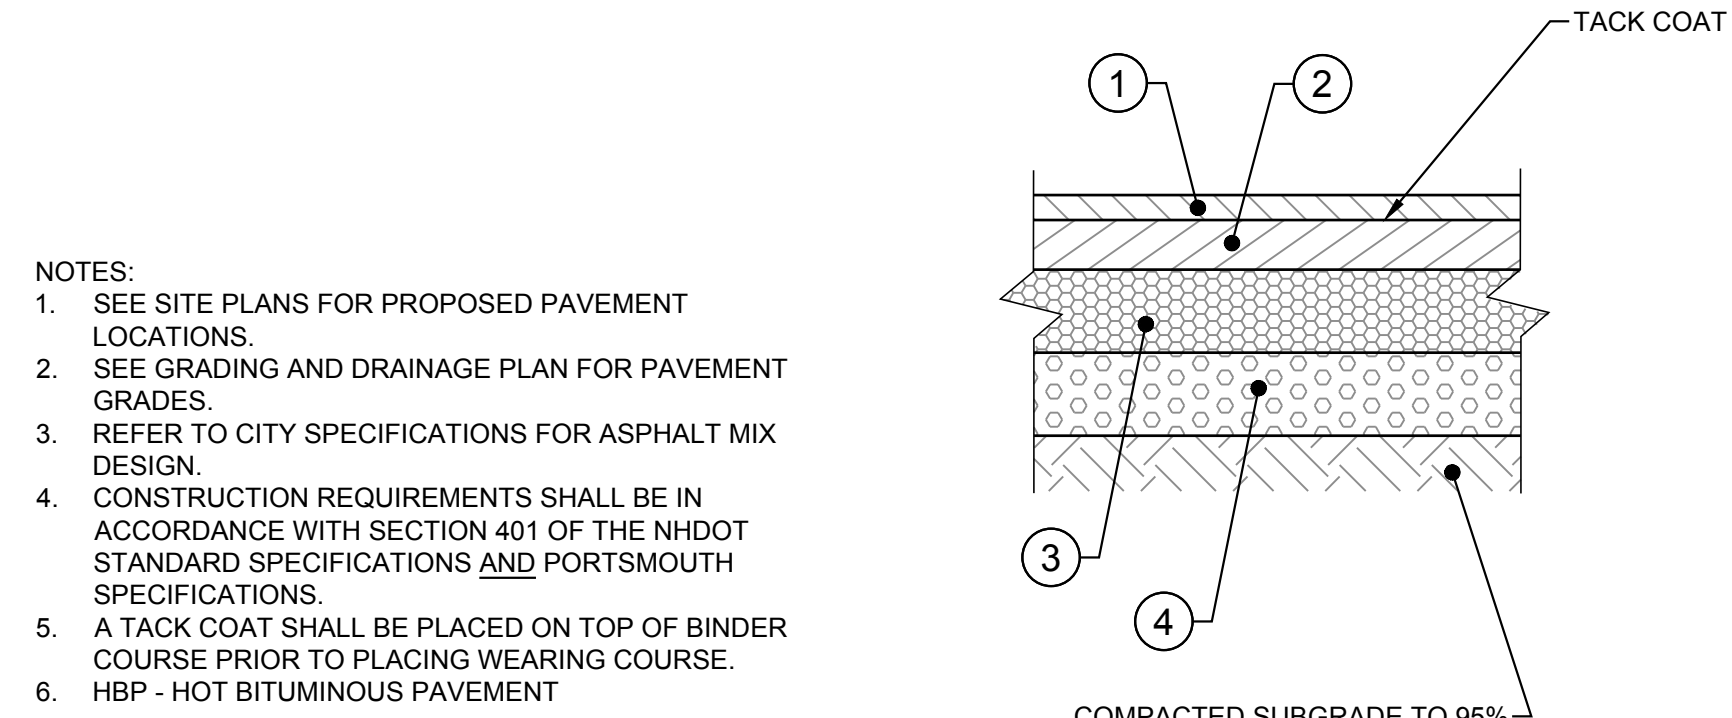 TACK COAT
1
2
NOTES:
1. SEE SITE PLANS FOR PROPOSED PAVEMENT
LOCATIONS.
2. SEE GRADING AND DRAINAGE PLAN FOR PAVEMENT
GRADES.
3. REFER TO CITY SPECIFICATIONS FOR ASPHALT MIX
DESIGN.
4. CONSTRUCTION REQUIREMENTS SHALL BE IN
ACCORDANCE WITH SECTION 401 OF THE NHDOT
STANDARD SPECIFICATIONS AND PORTSMOUTH
SPECIFICATIONS.
5. A TACK COAT SHALL BE PLACED ON TOP OF BINDER
COURSE PRIOR TO PLACING WEARING COURSE.
6. HBP - HOT BITUMINOUS PAVEMENT
3
4
COMPACTED SUBGRADE TO 95%